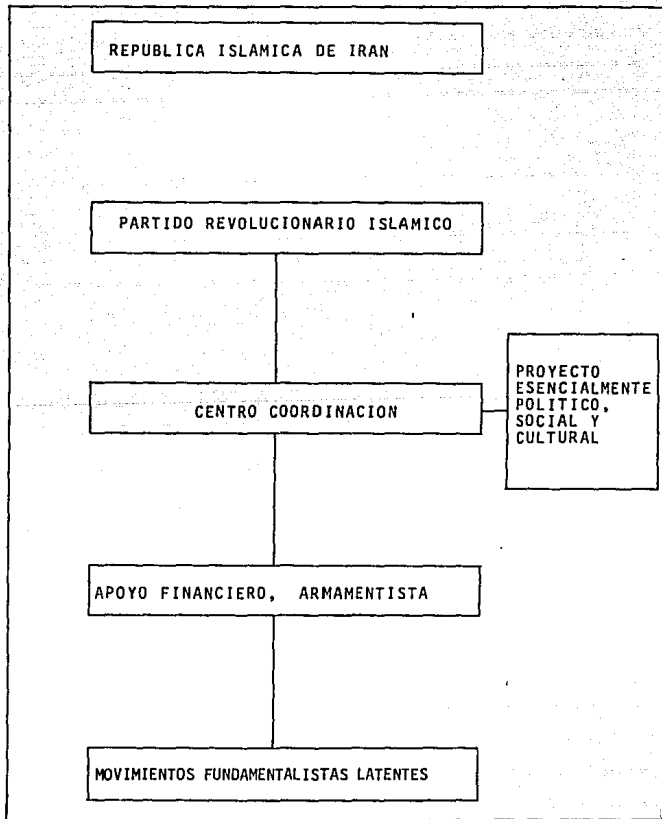 REPUBLICA ISLAMICA DE IRAN
PARTIDO REVOLUCIONARIO ISLAMICO
CENTRO COORDINACION
PROYECTO
ESENCIALMENTE
POLITICO,
SOCIAL Y
CULTURAL
APOYO FINANCIERO, ARMAMENTISTA
MOVIMIENTOS FUNDAMENTALISTAS LATENTES